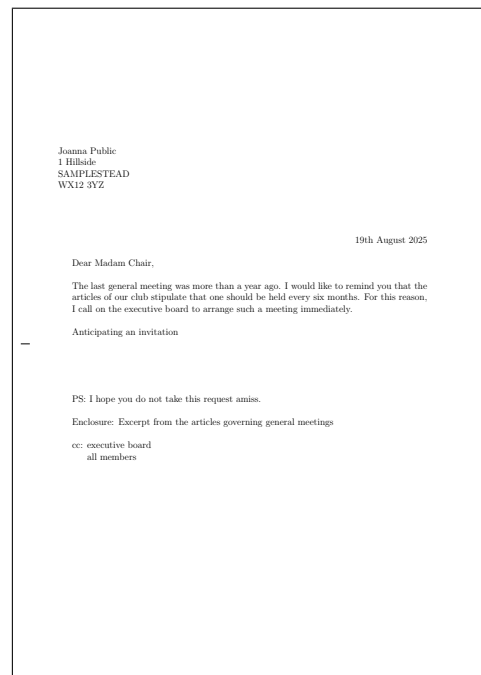 Joanna Public
1 Hillside
SAMPLESTEAD
WX12 3YZ
19th August 2025
Dear Madam Chair,
The last general meeting was more than a year ago. I would like to remind you that the
articles of our club stipulate that one should be held every six months. For this reason,
I call on the executive board to arrange such a meeting immediately.
Anticipating an invitation
PS: I hope you do not take this request amiss.
Enclosure: Excerpt from the articles governing general meetings
cc: executive board
all members